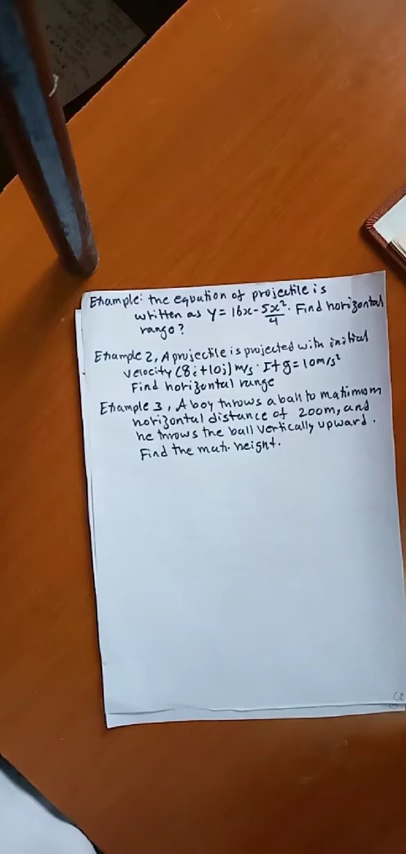 Example: the equation of projectile is
written as y = 16x - 5x²/4. Find horizontal
range?
Example 2, A projectile is projected with initial
velocity (8i+10j) m/s. If g = 10m/s²
Find horizontal range
Example 3, A boy throws a ball to maximum
horizontal distance of 200m, and
he throws the ball vertically upward.
Find the max. height.